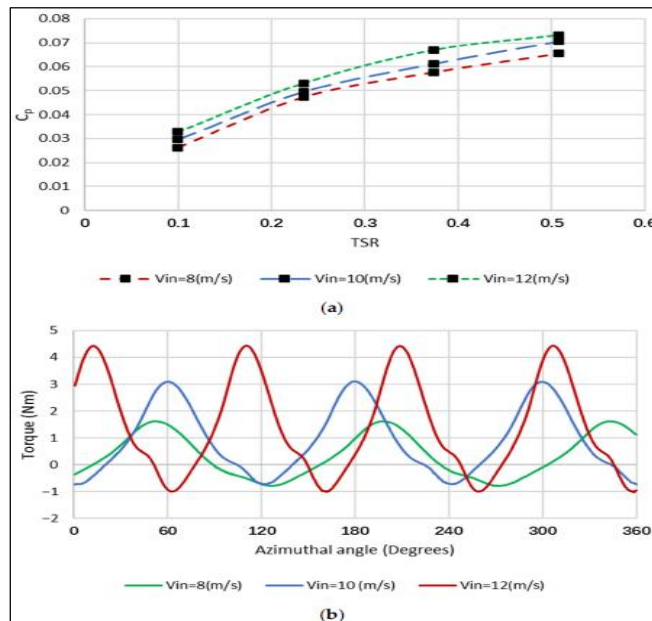 0.08
0.07
0.06
0.05
0.04
0.03
0.02
0.01
0
Cp
0 0.1 0.2 0.3 0.4 0.5 0.6
TSR
Vin=8(m/s) Vin=10(m/s) Vin=12(m/s)
(a)
5
4
3
2
1
0
−1
−2
Torque (Nm)
0 60 120 180 240 300 360
Azimuthal angle (Degrees)
Vin=8(m/s) Vin=10 (m/s) Vin=12(m/s)
(b)